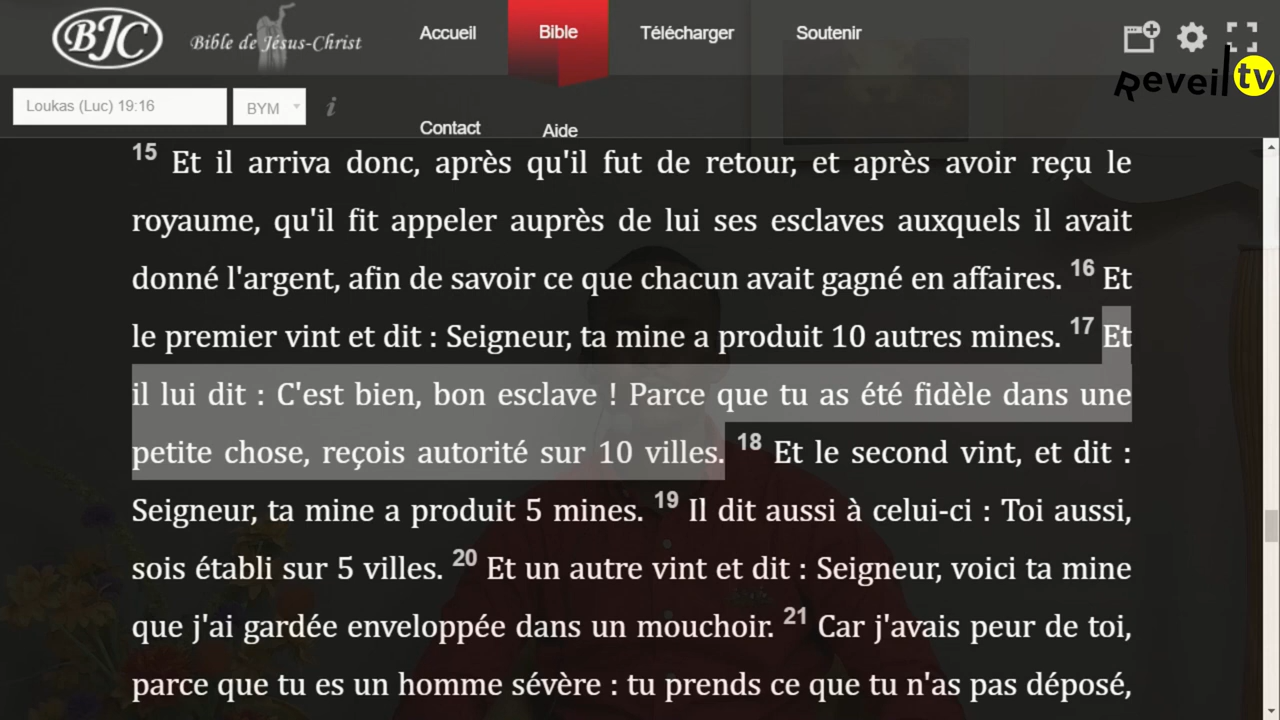 BJC
Bible de Jésus-Christ
Accueil
Bible
Télécharger
Soutenir
Reveil tv
Loukas (Luc) 19:16
BYM
i
Contact
Aide
15 Et il arriva donc, après qu'il fut de retour, et après avoir reçu le
royaume, qu'il fit appeler auprès de lui ses esclaves auxquels il avait
donné l'argent, afin de savoir ce que chacun avait gagné en affaires. 16 Et
le premier vint et dit : Seigneur, ta mine a produit 10 autres mines. 17 Et
il lui dit : C'est bien, bon esclave ! Parce que tu as été fidèle dans une
petite chose, reçois autorité sur 10 villes. 18 Et le second vint, et dit :
Seigneur, ta mine a produit 5 mines. 19 Il dit aussi à celui-ci : Toi aussi,
sois établi sur 5 villes. 20 Et un autre vint et dit : Seigneur, voici ta mine
que j'ai gardée enveloppée dans un mouchoir. 21 Car j'avais peur de toi,
parce que tu es un homme sévère : tu prends ce que tu n'as pas déposé,